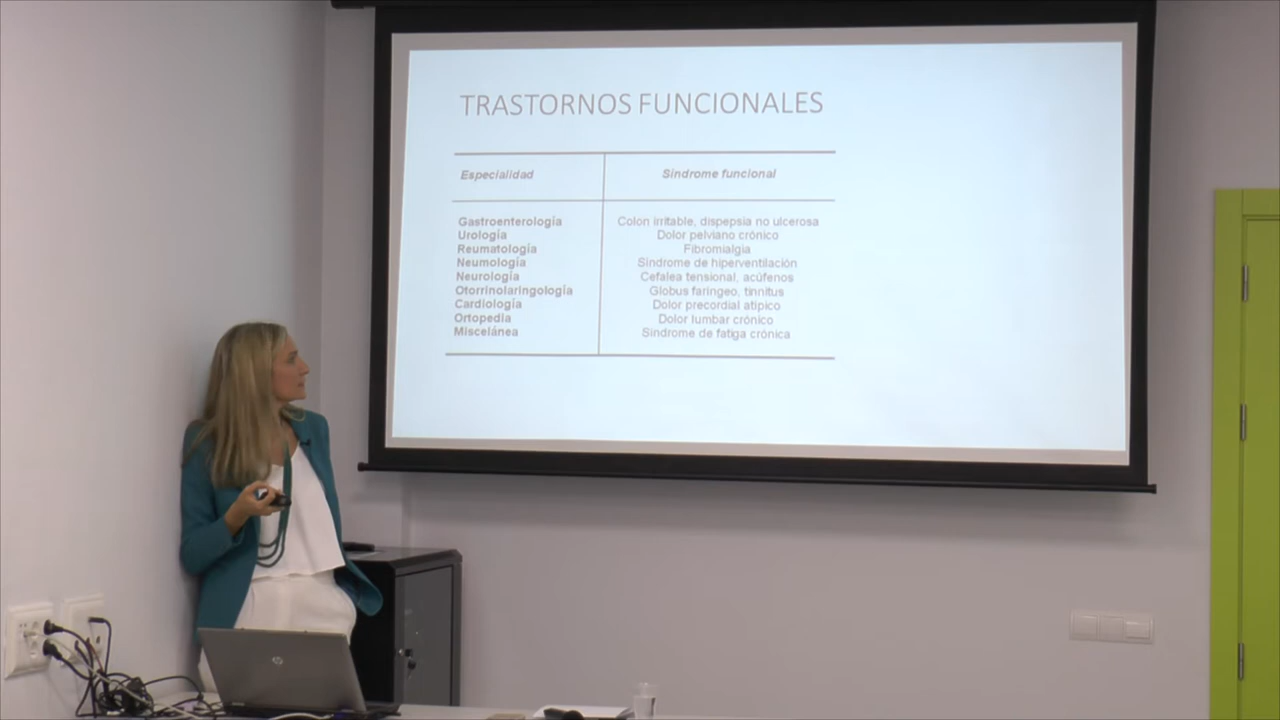 TRASTORNOS FUNCIONALES
Especialidad Síndrome funcional
Gastroenterología Colon irritable, dispepsia no ulcerosa
Urología Dolor pelviano crónico
Reumatología Fibromialgia
Neumología Síndrome de hiperventilación
Neurología Cefalea tensional, acúfenos
Otorrinolaringología Globus faríngeo, tinnitus
Cardiología Dolor precordial atípico
Ortopedia Dolor lumbar crónico
Miscelánea Síndrome de fatiga crónica
hp